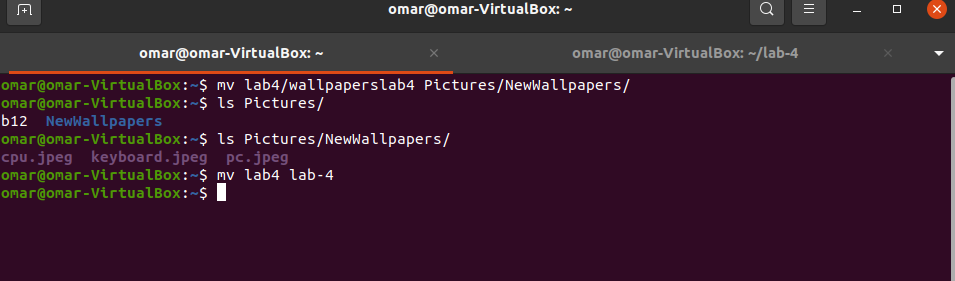 omar@omar-VirtualBox: ~
omar@omar-VirtualBox: ~ omar@omar-VirtualBox: ~/lab-4
omar@omar-VirtualBox:~$ mv lab4/wallpaperslab4 Pictures/NewWallpapers/
omar@omar-VirtualBox:~$ ls Pictures/
b12  NewWallpapers
omar@omar-VirtualBox:~$ ls Pictures/NewWallpapers/
cpu.jpeg  keyboard.jpeg  pc.jpeg
omar@omar-VirtualBox:~$ mv lab4 lab-4
omar@omar-VirtualBox:~$